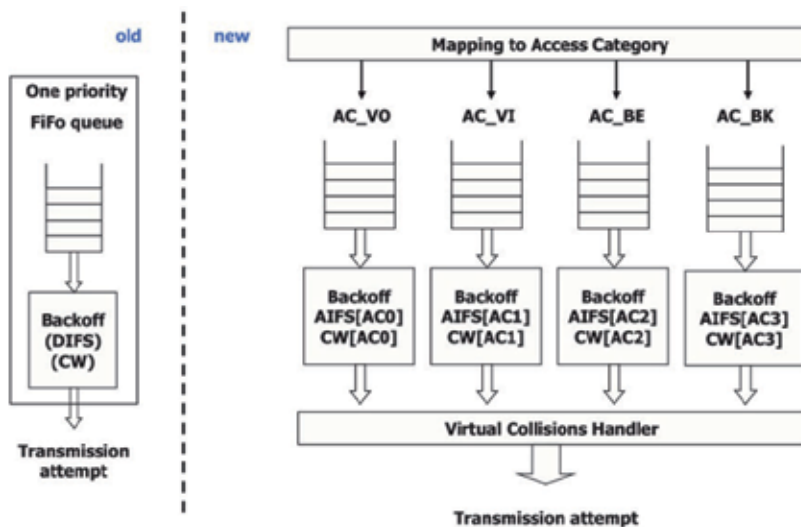 old
new
One priority
FiFo queue
Backoff
(DIFS)
(CW)
Transmission
attempt
Mapping to Access Category
AC_VO
AC_VI
AC_BE
AC_BK
Backoff
AIFS[AC0]
CW[AC0]
Backoff
AIFS[AC1]
CW[AC1]
Backoff
AIFS[AC2]
CW[AC2]
Backoff
AIFS[AC3]
CW[AC3]
Virtual Collisions Handler
Transmission attempt